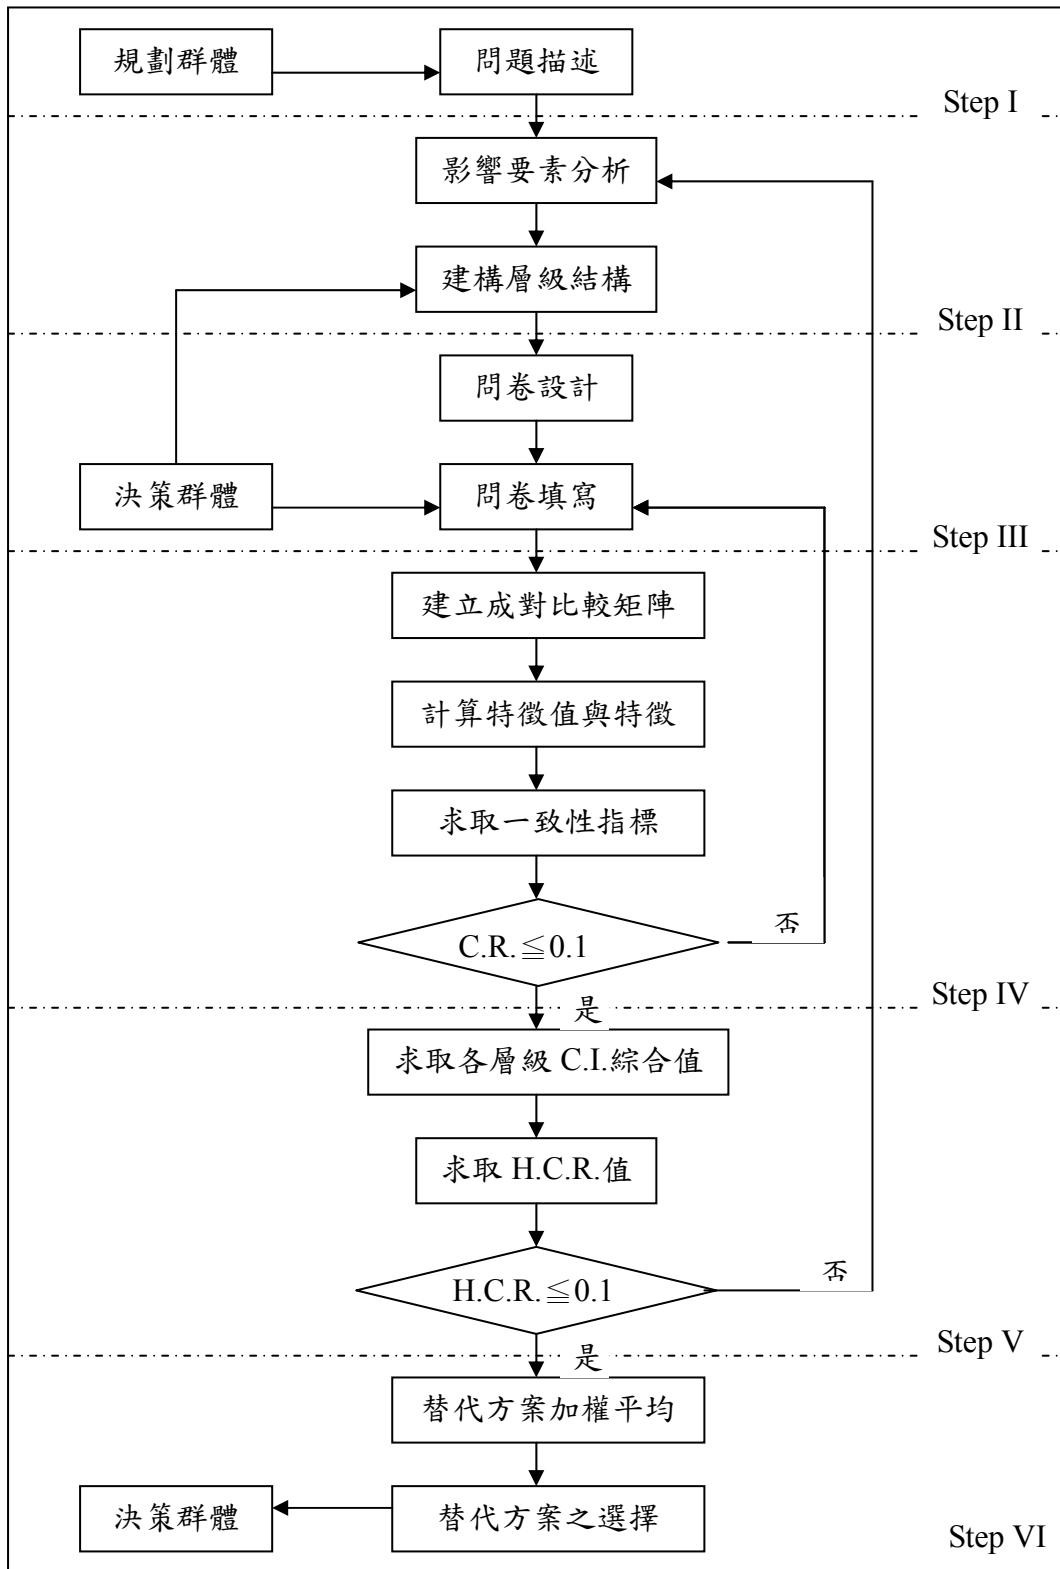 規劃群體
問題描述
Step I
影響要素分析
建構層級結構
Step II
問卷設計
決策群體
問卷填寫
Step III
建立成對比較矩陣
計算特徵值與特徵
求取一致性指標
否
C.R.≦0.1
Step IV
是
求取各層級 C.I.綜合值
求取 H.C.R.值
否
H.C.R.≦0.1
Step V
是
替代方案加權平均
決策群體
替代方案之選擇
Step VI